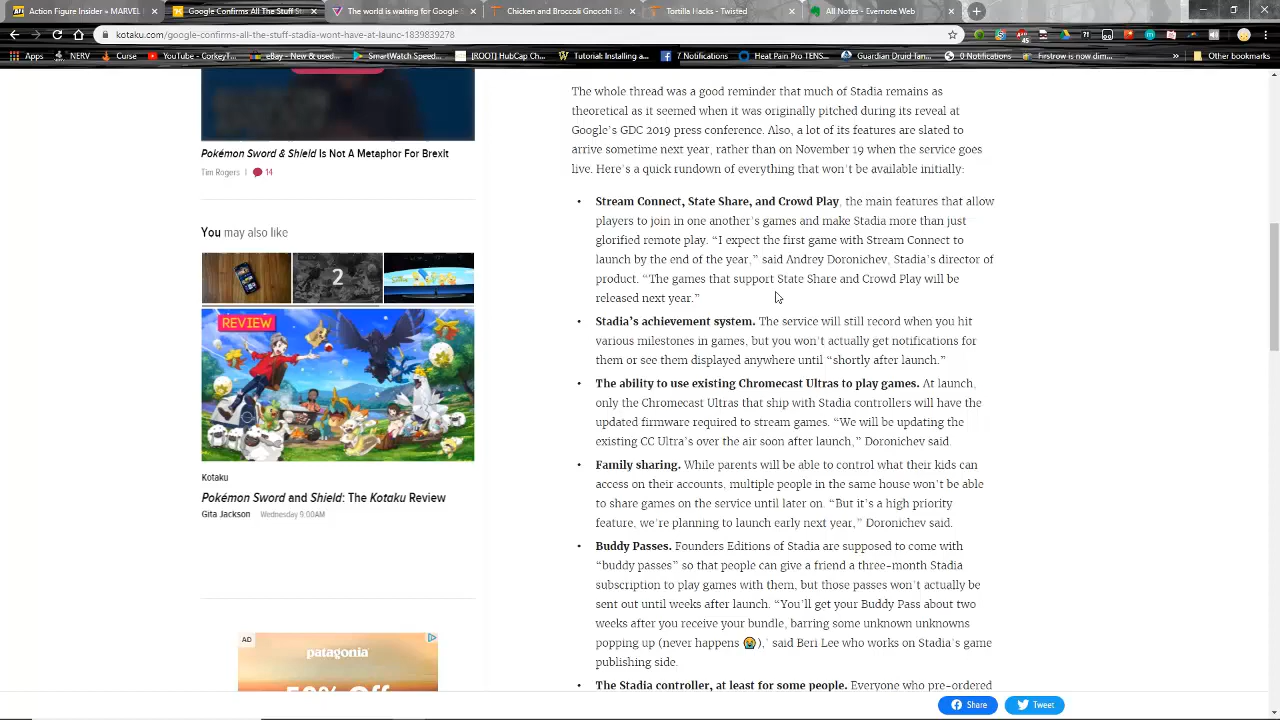 Action Figure Insider » MARVEL
Google Confirms All The Stuff St
The world is waiting for Google
Chicken and Broccoli Gnocchi Be
Tortilla Hacks - Twisted
All Notes - Evernote Web
kotaku.com/google-confirms-all-the-stuff-stadia-wont-have-at-launc-1839889278
Apps
NERV
Curse
YouTube - CorkeyT...
eBay - New & used...
SmartWatch Speed...
[ROOT] HubCap Ch...
Tutorial: Installing a...
7 Notifications
Heat Pain Pro TENS...
Guardian Druid Tan...
0 Notifications
Firstrow is now dim...
Other bookmarks
Pokémon Sword & Shield Is Not A Metaphor For Brexit
Tim Rogers | 14
You may also like
2
REVIEW
Kotaku
Pokémon Sword and Shield: The Kotaku Review
Gita Jackson Wednesday 9:00AM
AD
patagonia
50% Off
The whole thread was a good reminder that much of Stadia remains as
theoretical as it seemed when it was originally pitched during its reveal at
Google's GDC 2019 press conference. Also, a lot of its features are slated to
arrive sometime next year, rather than on November 19 when the service goes
live. Here's a quick rundown of everything that won't be available initially:
• Stream Connect, State Share, and Crowd Play, the main features that allow
players to join in one another's games and make Stadia more than just
glorified remote play. “I expect the first game with Stream Connect to
launch by the end of the year,” said Andrey Doronichev, Stadia's director of
product. “The games that support State Share and Crowd Play will be
released next year.”
• Stadia's achievement system. The service will still record when you hit
various milestones in games, but you won't actually get notifications for
them or see them displayed anywhere until “shortly after launch.”
• The ability to use existing Chromecast Ultras to play games. At launch,
only the Chromecast Ultras that ship with Stadia controllers will have the
updated firmware required to stream games. “We will be updating the
existing CC Ultra's over the air soon after launch,” Doronichev said.
• Family sharing. While parents will be able to control what their kids can
access on their accounts, multiple people in the same house won't be able
to share games on the service until later on. “But it's a high priority
feature, we're planning to launch early next year,” Doronichev said.
• Buddy Passes. Founders Editions of Stadia are supposed to come with
“buddy passes” so that people can give a friend a three-month Stadia
subscription to play games with them, but those passes won't actually be
sent out until weeks after launch. “You'll get your Buddy Pass about two
weeks after you receive your bundle, barring some unknown unknowns
popping up (never happens 😭),' said Beri Lee who works on Stadia's game
publishing side.
• The Stadia controller, at least for some people. Everyone who pre-ordered
Share
Tweet